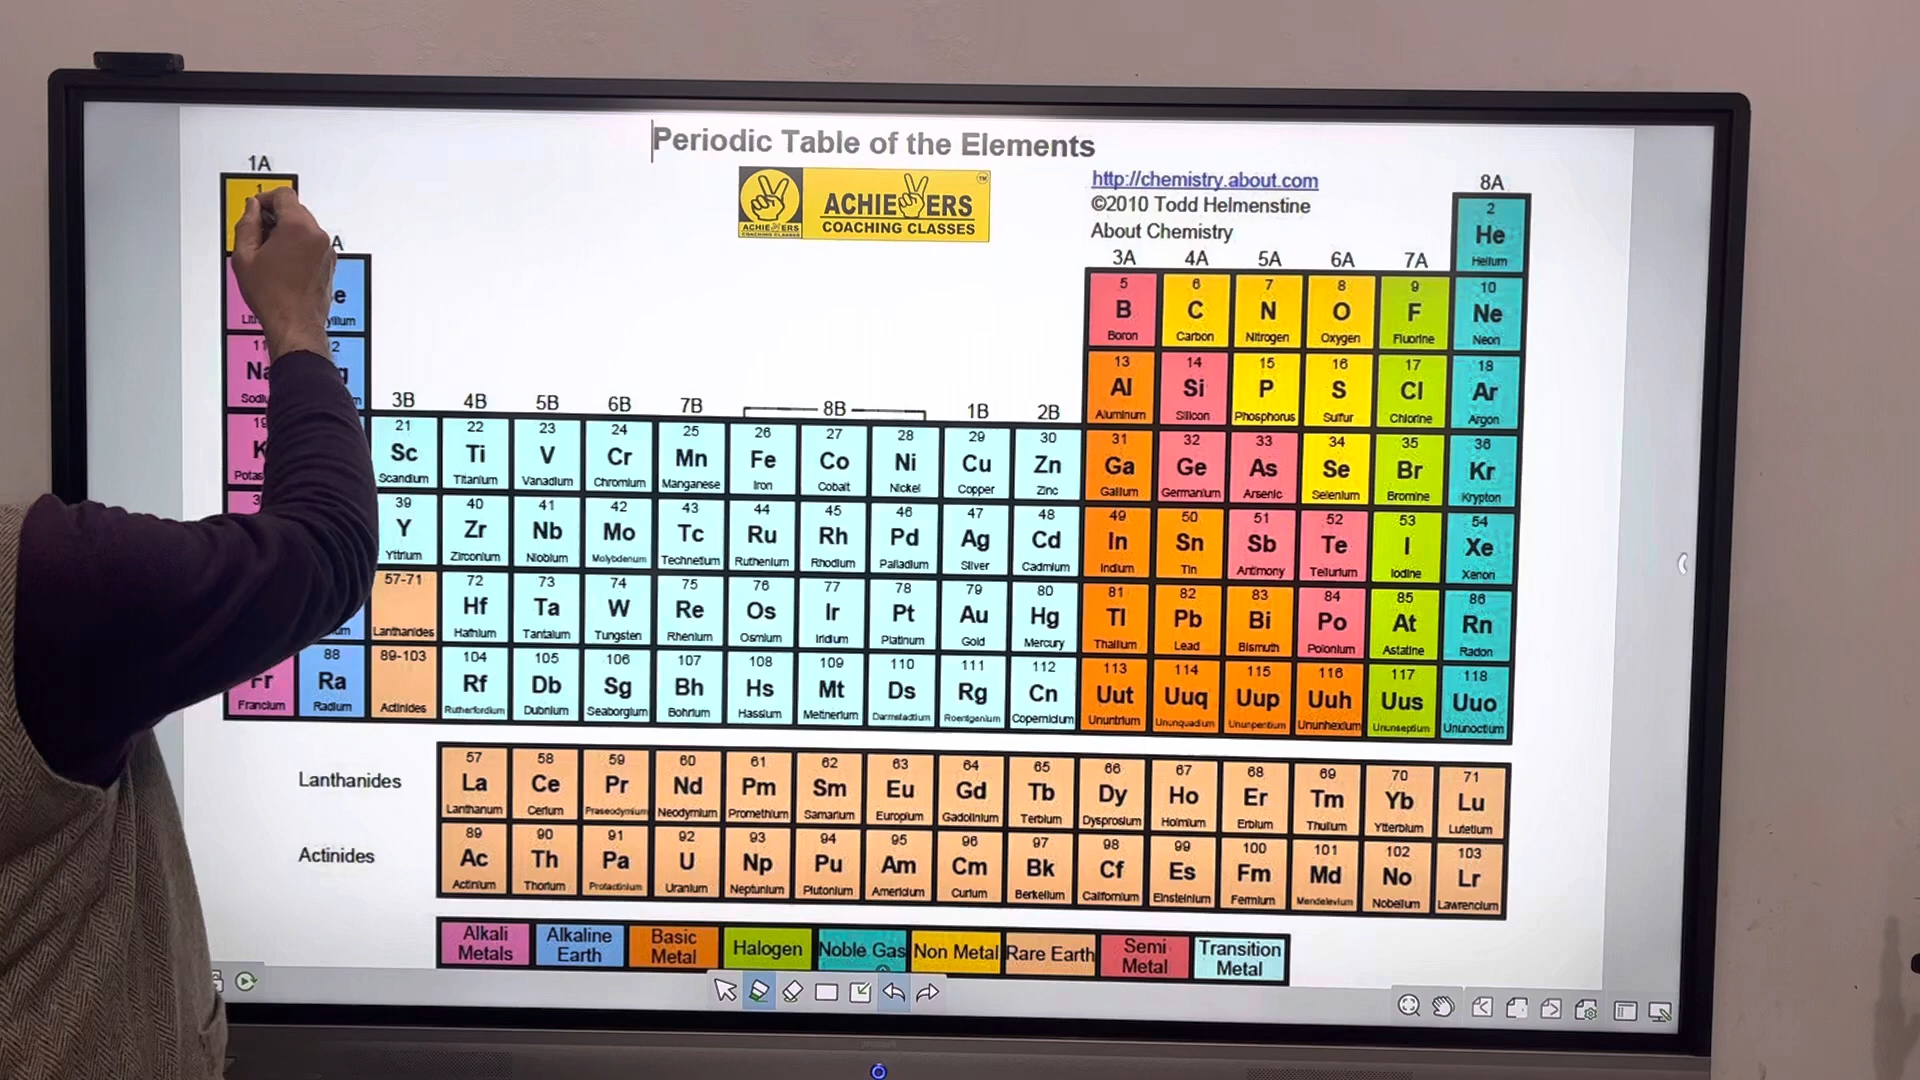 Periodic Table of the Elements
1A
8A
1
ACHIEVERS
COACHING CLASSES
TM
ACHIEVERS
COACHING CLASSES
http://chemistry.about.com
©2010 Todd Helmenstine
About Chemistry
2
He
Helium
A
3A 4A 5A 6A 7A
e
5 6 7 8 9 10
B C N O F Ne
Boron Carbon Nitrogen Oxygen Fluorine Neon
13 14 15 16 17 18
Na
Al Si P S Cl Ar
Aluminum Silicon Phosphorus Sulfur Chlorine Argon
3B 4B 5B 6B 7B 8B 1B 2B
21 22 23 24 25 26 27 28 29 30 31 32 33 34 35 36
K Sc Ti V Cr Mn Fe Co Ni Cu Zn Ga Ge As Se Br Kr
Scandium Titanium Vanadium Chromium Manganese Iron Cobalt Nickel Copper Zinc Gallium Germanium Arsenic Selenium Bromine Krypton
39 40 41 42 43 44 45 46 47 48 49 50 51 52 53 54
Y Zr Nb Mo Tc Ru Rh Pd Ag Cd In Sn Sb Te I Xe
Yttrium Zirconium Niobium Molybdenum Technetium Ruthenium Rhodium Palladium Silver Cadmium Indium Tin Antimony Tellurium Iodine Xenon
57-71 72 73 74 75 76 77 78 79 80 81 82 83 84 85 86
Hf Ta W Re Os Ir Pt Au Hg Tl Pb Bi Po At Rn
Lanthanides Hafnium Tantalum Tungsten Rhenium Osmium Iridium Platinum Gold Mercury Thallium Lead Bismuth Polonium Astatine Radon
88 89-103 104 105 106 107 108 109 110 111 112 113 114 115 116 117 118
Fr Ra Rf Db Sg Bh Hs Mt Ds Rg Cn Uut Uuq Uup Uuh Uus Uuo
Francium Radium Actinides Rutherfordium Dubnium Seaborgium Bohrium Hassium Meitnerium Darmstadtium Roentgenium Copernicium Ununtrium Ununquadium Ununpentium Ununhexium Ununseptium Ununoctium
57 58 59 60 61 62 63 64 65 66 67 68 69 70 71
Lanthanides La Ce Pr Nd Pm Sm Eu Gd Tb Dy Ho Er Tm Yb Lu
Lanthanum Cerium Praseodymium Neodymium Promethium Samarium Europium Gadolinium Terbium Dysprosium Holmium Erbium Thulium Ytterbium Lutetium
89 90 91 92 93 94 95 96 97 98 99 100 101 102 103
Actinides Ac Th Pa U Np Pu Am Cm Bk Cf Es Fm Md No Lr
Actinium Thorium Protactinium Uranium Neptunium Plutonium Americium Curium Berkelium Californium Einsteinium Fermium Mendelevium Nobelium Lawrencium
Alkali Metals
Alkaline Earth
Basic Metal
Halogen
Noble Gas
Non Metal
Rare Earth
Semi Metal
Transition Metal